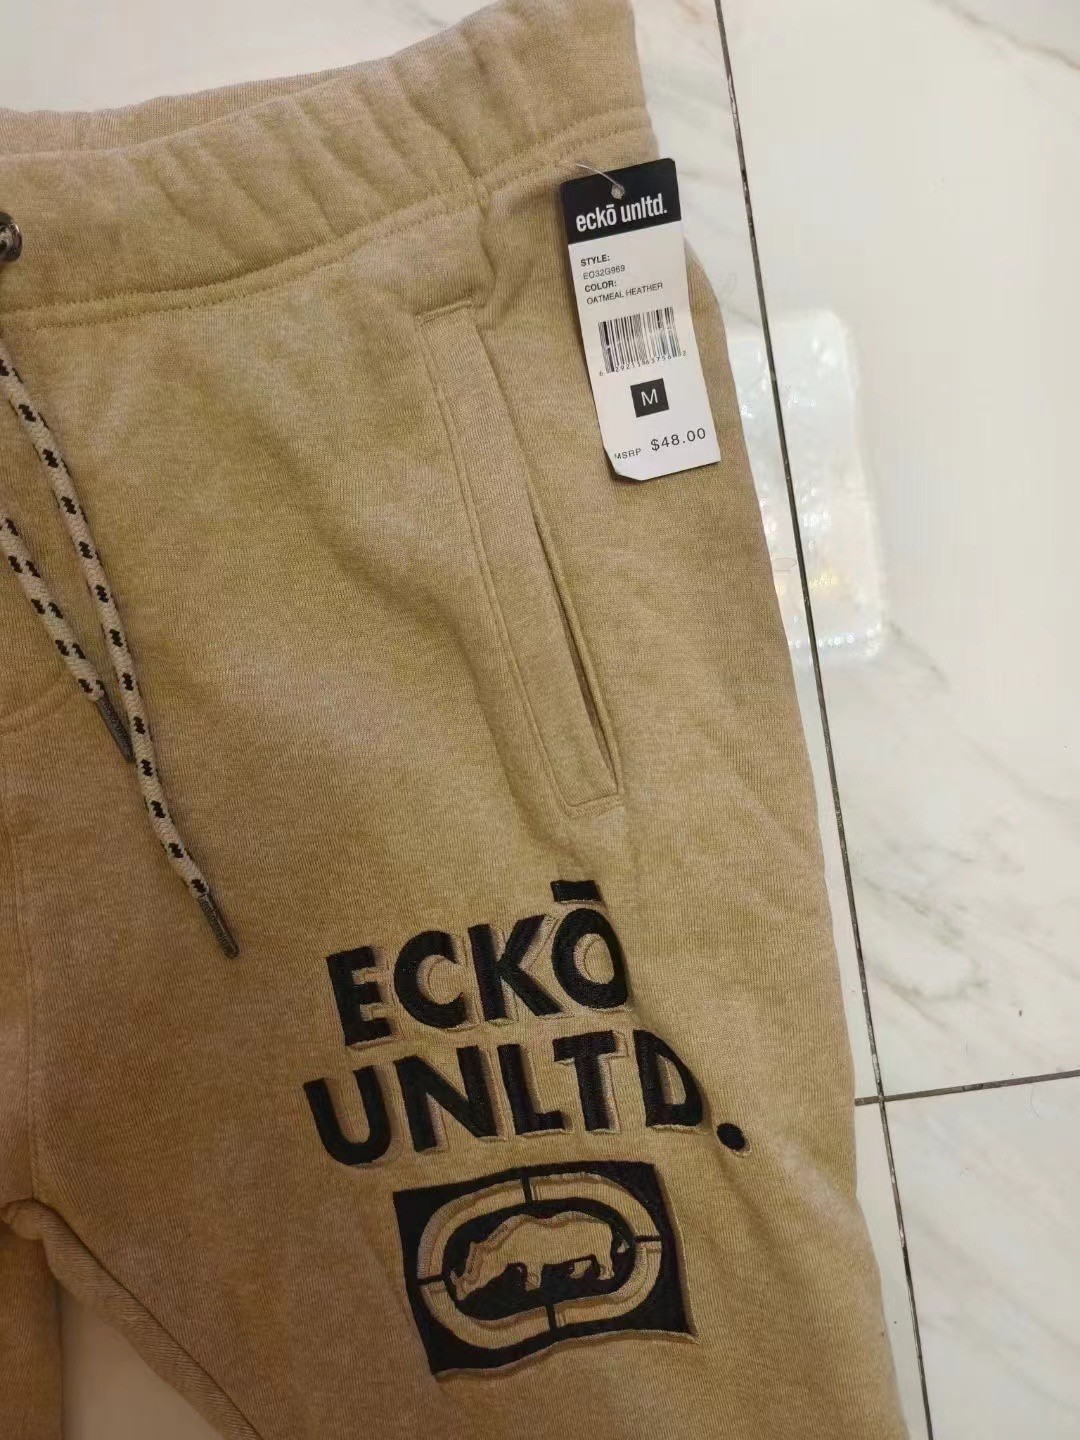 eckō unltd.
STYLE:
EO32G969
COLOR:
OATMEAL HEATHER
M
MSRP $48.00
ECKŌ
UNLTD.